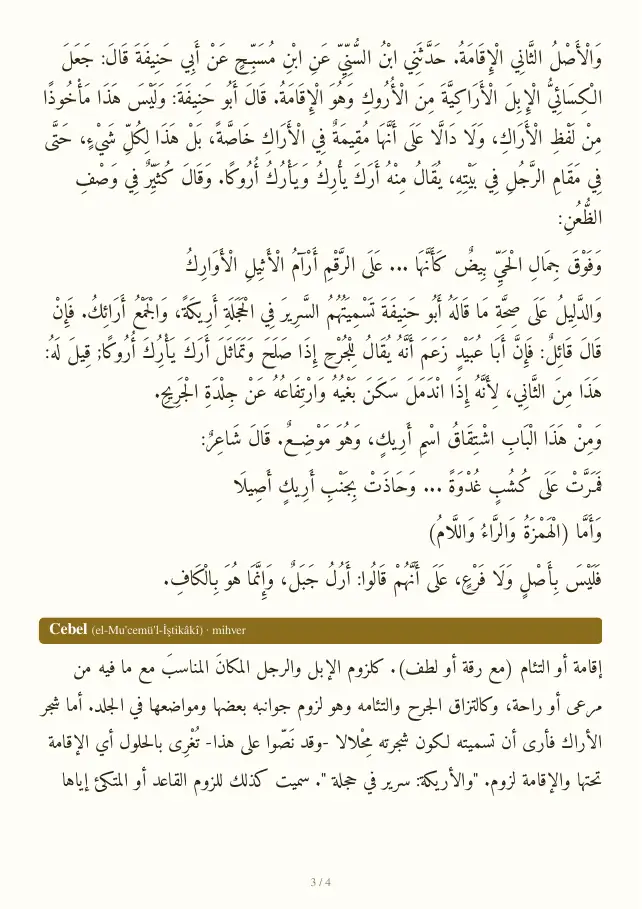 وَالْأَصْلُ الثَّانِي الْإِقَامَةُ. حَدَّثَنِي ابْنُ السُّنِّيِّ عَنِ ابْنِ مُسَبِّحٍ عَنْ أَبِي حَنِيفَةَ قَالَ: جَعَلَ
الْكِسَائِيُّ الْإِبِلَ الْأَرَاكِيَّةَ مِنَ الْأُرُوكِ وَهُوَ الْإِقَامَةُ. قَالَ أَبُو حَنِيفَةَ: وَلَيْسَ هَذَا مَأْخُوذًا
مِنْ لَفْظِ الْأَرَاكِ، وَلَا دَالًّا عَلَى أَنَّهَا مُقِيمَةٌ فِي الْأَرَاكِ خَاصَّةً، بَلْ هَذَا لِكُلِّ شَيْءٍ، حَتَّى
فِي مَقَامِ الرَّجُلِ فِي بَيْتِهِ، يُقَالُ مِنْهُ أَرَكَ يأْرِكُ وَيَأْرُكُ أُرُوكًا. وَقَالَ كُثَيِّرٌ فِي وَصْفِ
الظُّعُنِ:
وَفَوْقَ جِمَالِ الْحَيِّ بِيضٌ كَأَنَّهَا ... عَلَى الرَّقْمِ أَرْآمُ الْأَثِيلِ الْأَوَارِكُ
وَالدَّلِيلُ عَلَى صِحَّةِ مَا قَالَهُ أَبُو حَنِيفَةَ تَسْمِيَتُهُمُ السَّرِيرَ فِي الْحَجَلَةِ أَرِيكَةً، وَالْجَمْعُ أَرَائِكُ. فَإِنْ
قَالَ قَائِلٌ: فَإِنَّ أَبَا عُبَيْدٍ زَعَمَ أَنَّهُ يُقَالُ لِلْجُرْحِ إِذَا صَلَحَ وَتَمَاثَلَ أَرَكَ يَأْرُكُ أُرُوكًا; قِيلَ لَهُ:
هَذَا مِنَ الثَّانِي، لِأَنَّهُ إِذَا انْدَمَلَ سَكَنَ بَغْيُهُ وَارْتِفَاعُهُ عَنْ جِلْدَةِ الْجَرِيحِ.
وَمِنْ هَذَا الْبَابِ اشْتِقَاقُ اسْمِ أَرِيكٍ، وَهُوَ مَوْضِعٌ. قَالَ شَاعِرٌ:
فَمَرَّتْ عَلَى كُشُبٍ غُدْوَةً ... وَحَاذَتْ بِجَنْبِ أَرِيكٍ أَصِيلَا
وَأَمَّا (الْهَمْزَةُ وَالرَّاءُ وَاللَّامُ)
فَلَيْسَ بِأَصْلٍ وَلَا فَرْعٍ، عَلَى أَنَّهُمْ قَالُوا: أَرُلُ جَبَلٌ، وَإِنَّمَا هُوَ بِالْكَافِ.
Cebel (el-Mu'cemü'l-İştikâkî) · mihver
إقامة أو التئام (مع رقة أو لطف). كلزوم الإبل والرجل المكانَ المناسبَ مع ما فيه من
مرعى أو راحة، وكالتزاق الجرح والتئامه وهو لزوم جوانبه بعضها ومواضعها في الجلد. أما شجر
الأراك فأرى أن تسميته لكون شجرته مِحْلالا -وقد نَصّوا على هذا- تُغْرِى بالحلول أي الإقامة
تحتها والإقامة لزوم. "والأريكة: سرير في حجلة ". سميت كذلك للزوم القاعد أو المتكئ إياها
3 / 4